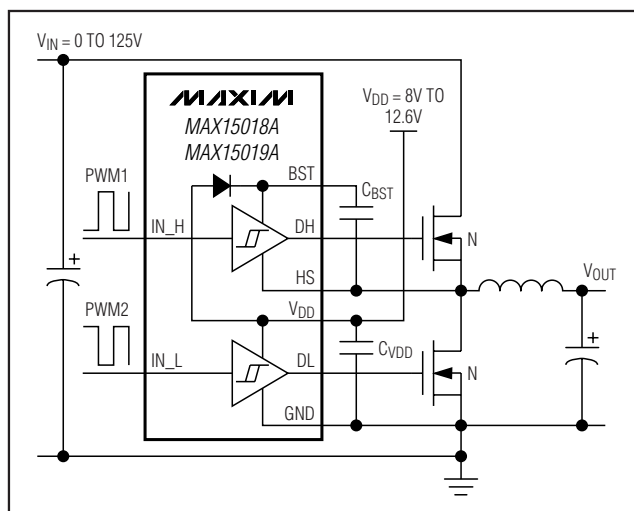 V_IN = 0 TO 125V
MAXIM
MAX15018A
MAX15019A
V_DD = 8V TO
12.6V
PWM1
BST
C_BST
IN_H
DH
N
HS
V_OUT
PWM2
V_DD
C_VDD
IN_L
DL
N
GND